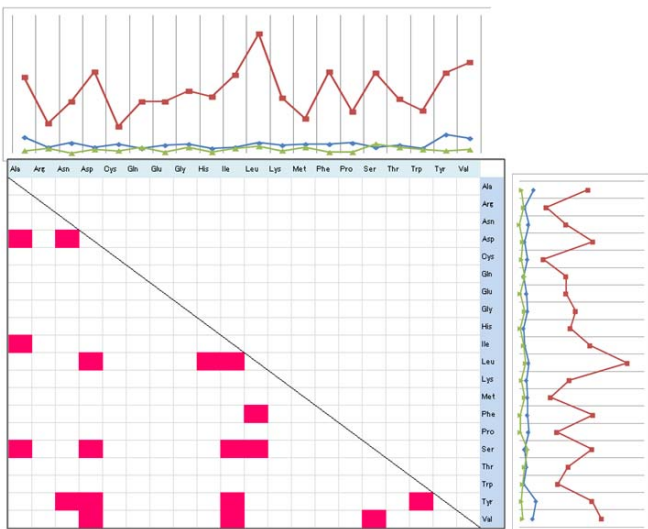 Ala Arg Asn Asp Cys Gln Glu Gly His Ile Leu Lys Met Phe Pro Ser Thr Trp Tyr Val
Ala
Arg
Asn
Asp
Cys
Gln
Glu
Gly
His
Ile
Leu
Lys
Met
Phe
Pro
Ser
Thr
Trp
Tyr
Val